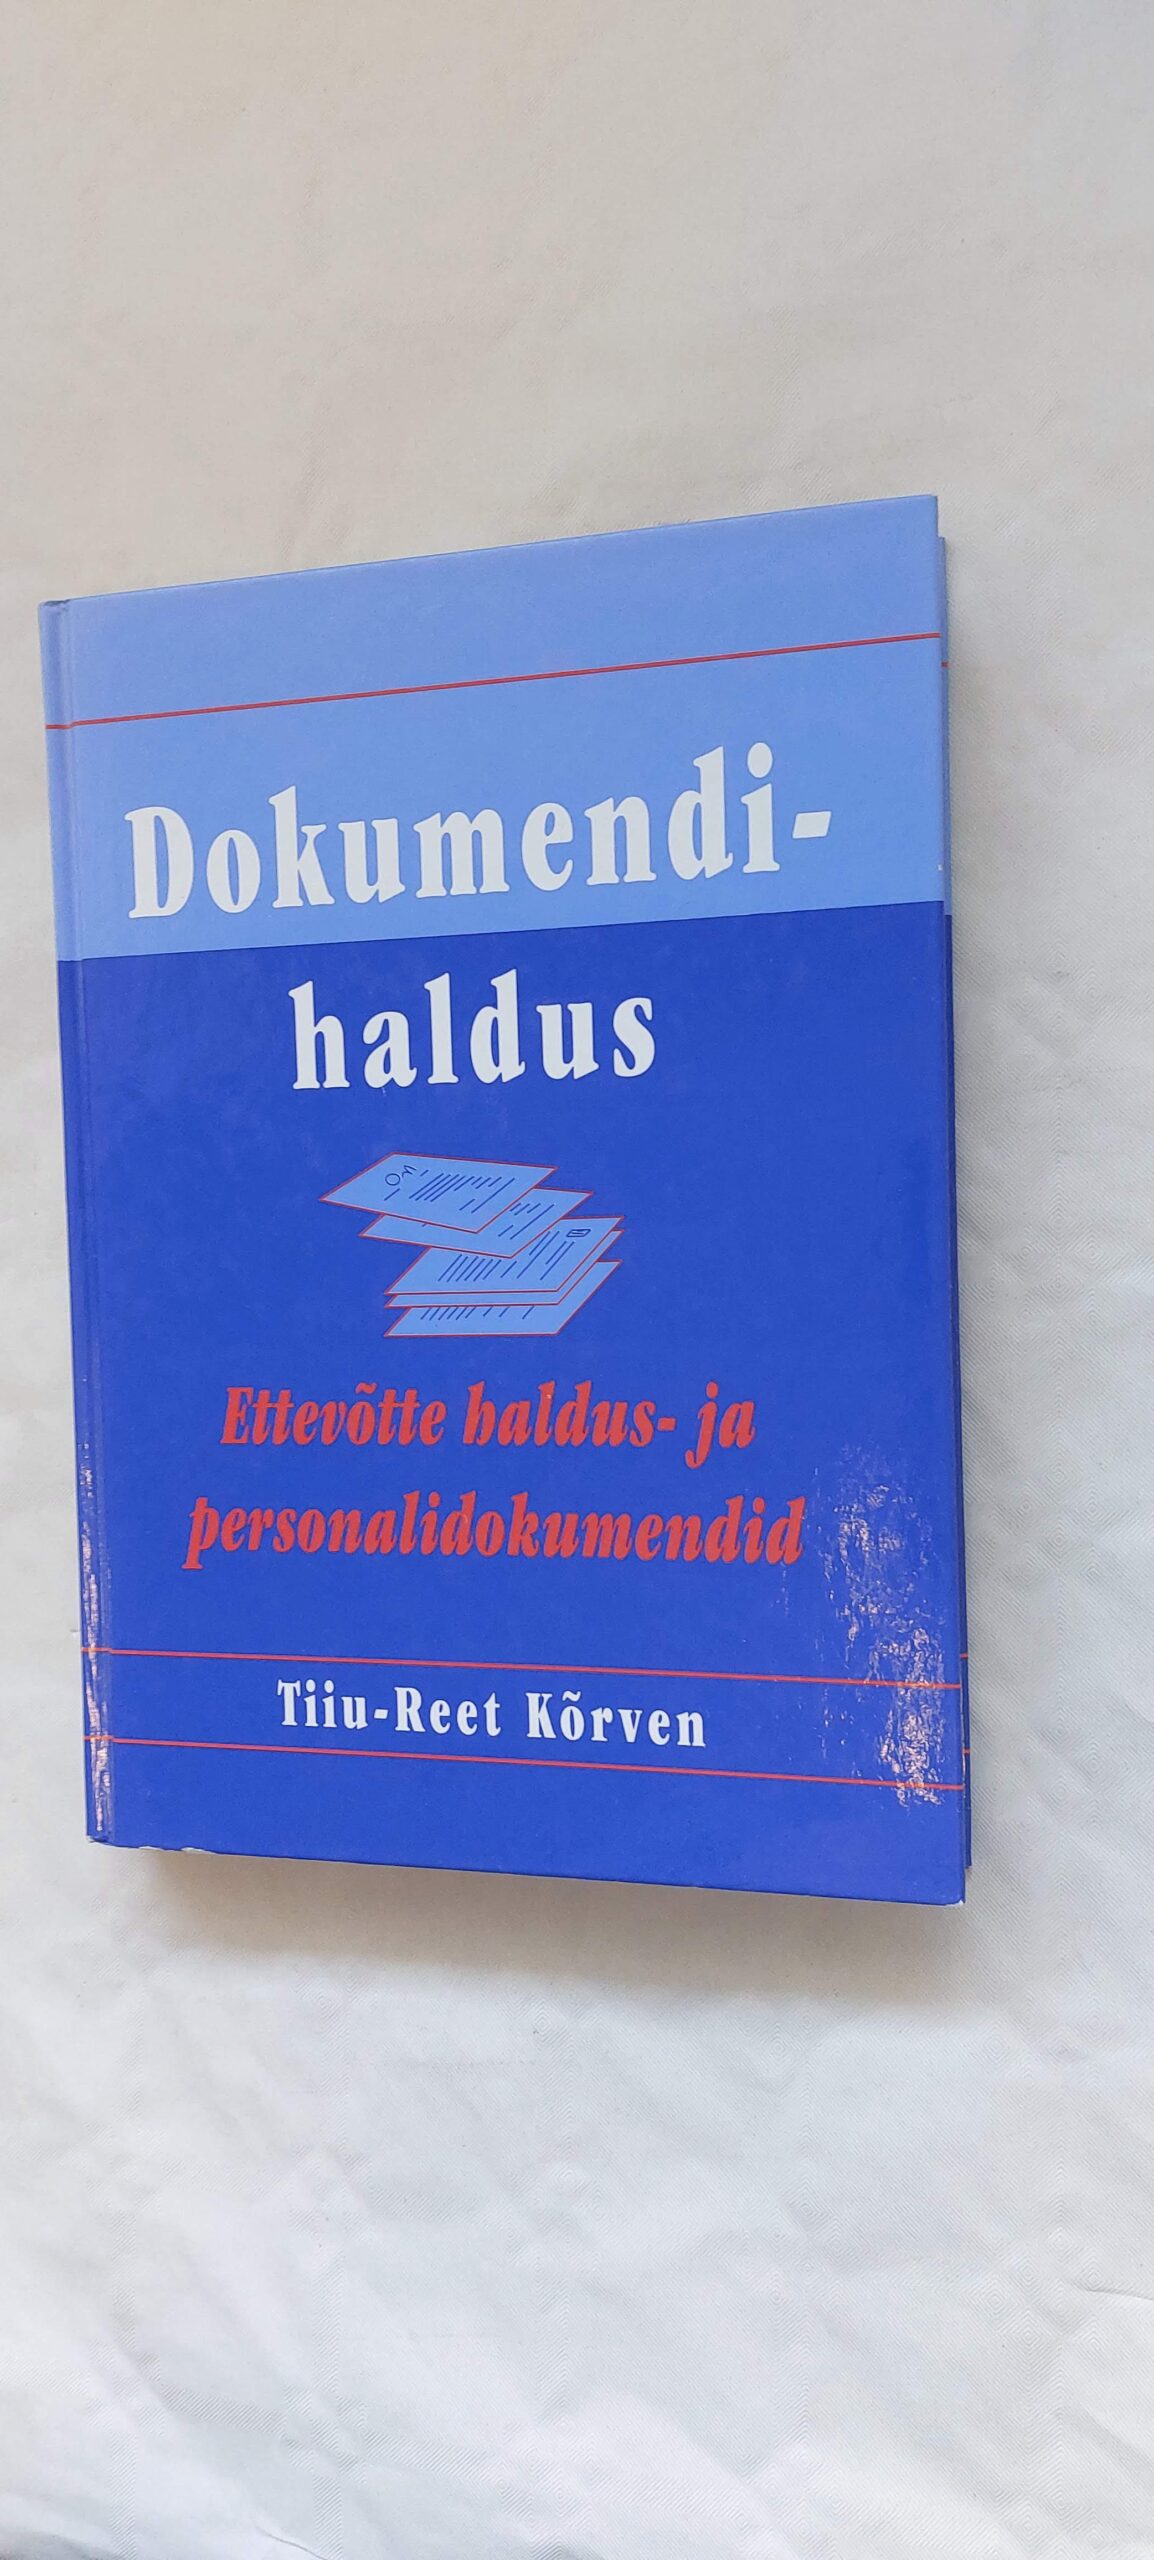 Dokumendi-
haldus
Ettevõtte haldus- ja
personalidokumendid
Tiiu-Reet Kõrven